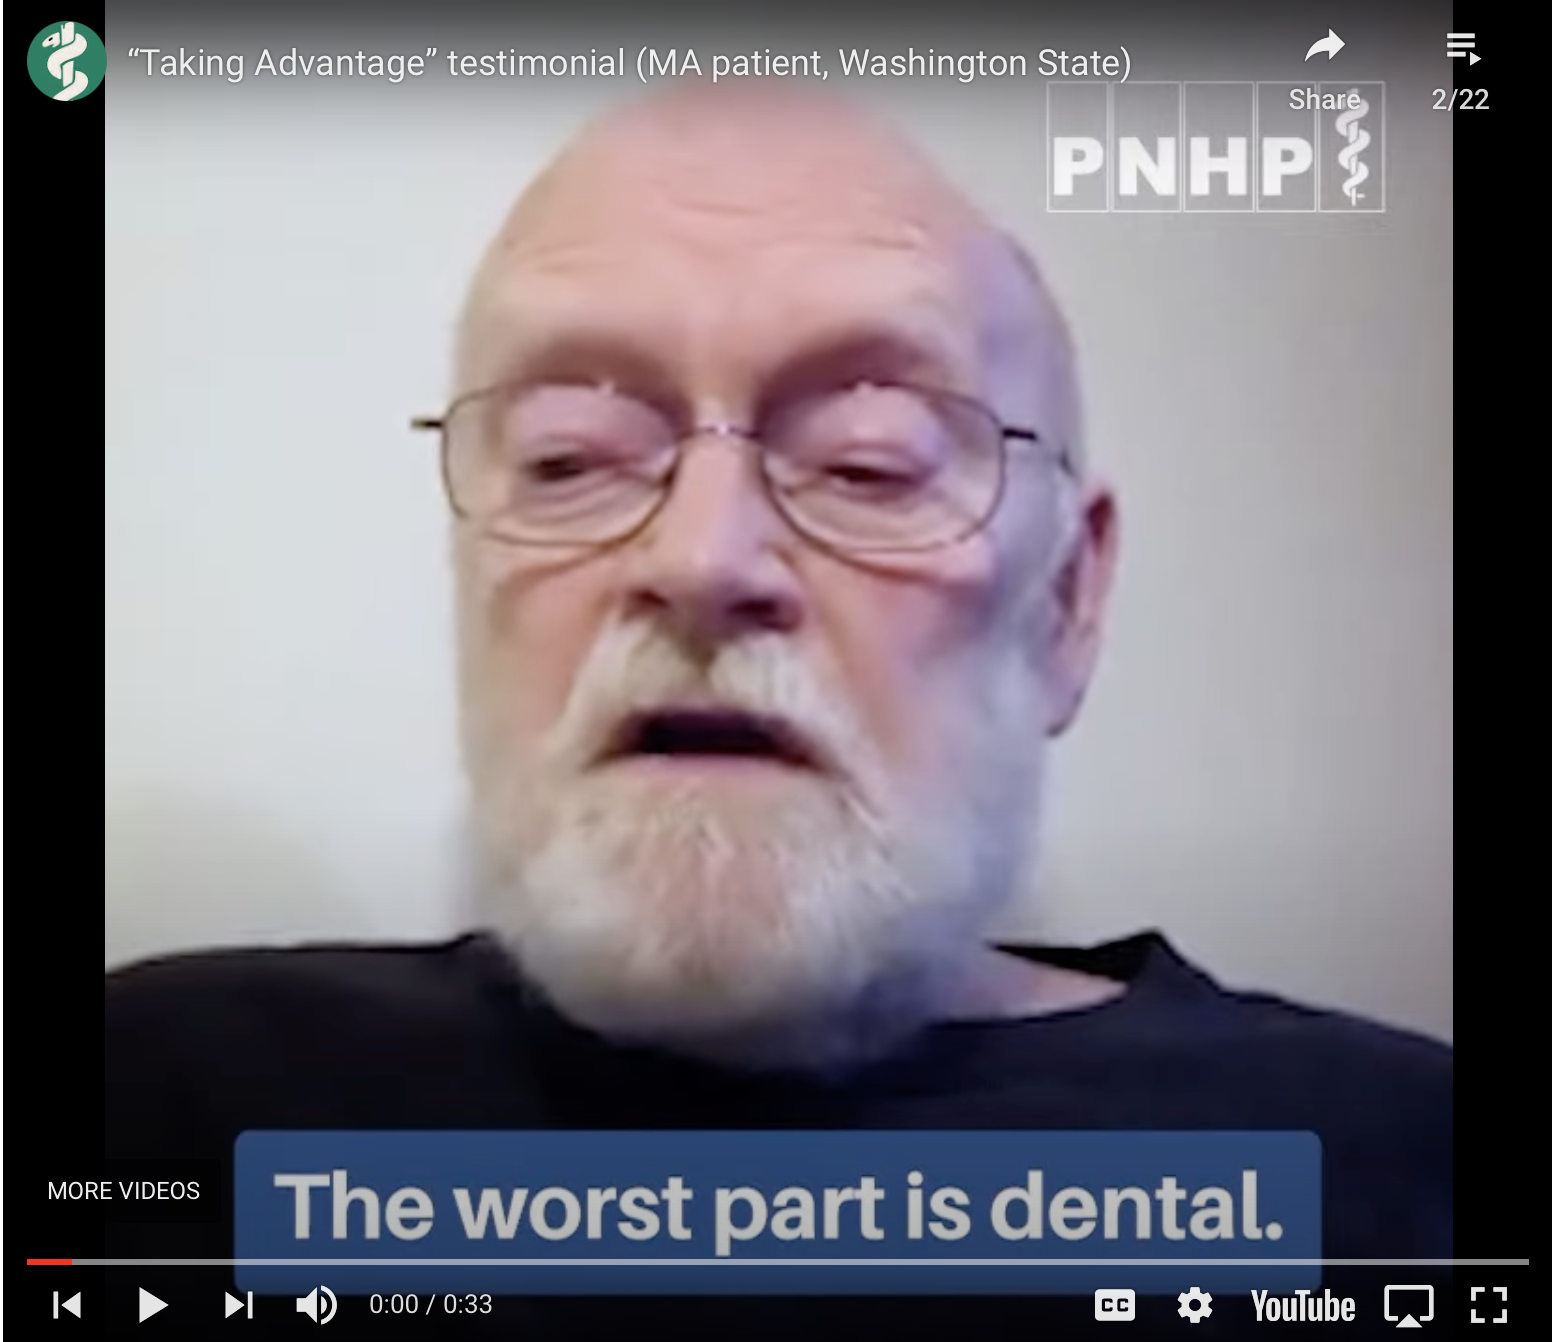 “Taking Advantage” testimonial (MA patient, Washington State)
Share
2/22
PNHP
MORE VIDEOS
The worst part is dental.
0:00 / 0:33
CC
YouTube